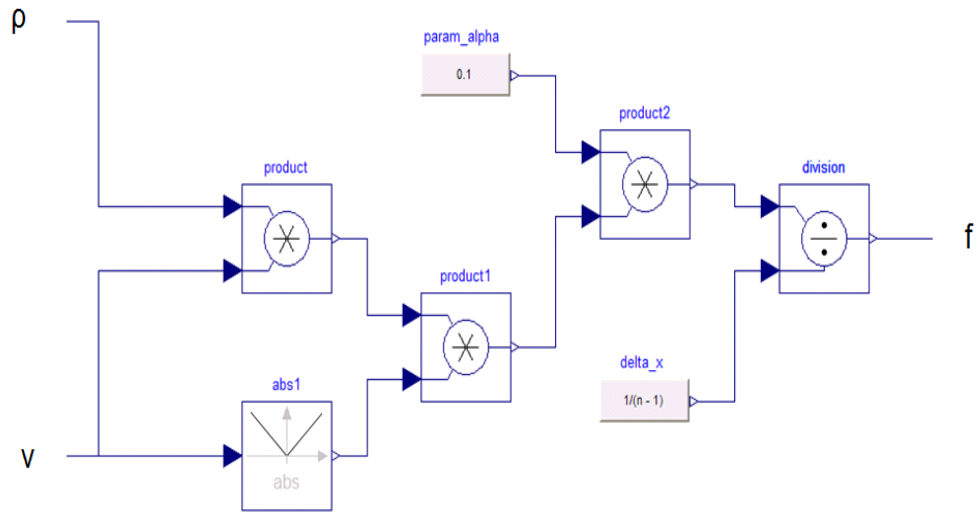 ρ
param_alpha
0.1
product2
product
division
f
product1
delta_x
1/(n - 1)
abs1
abs
v